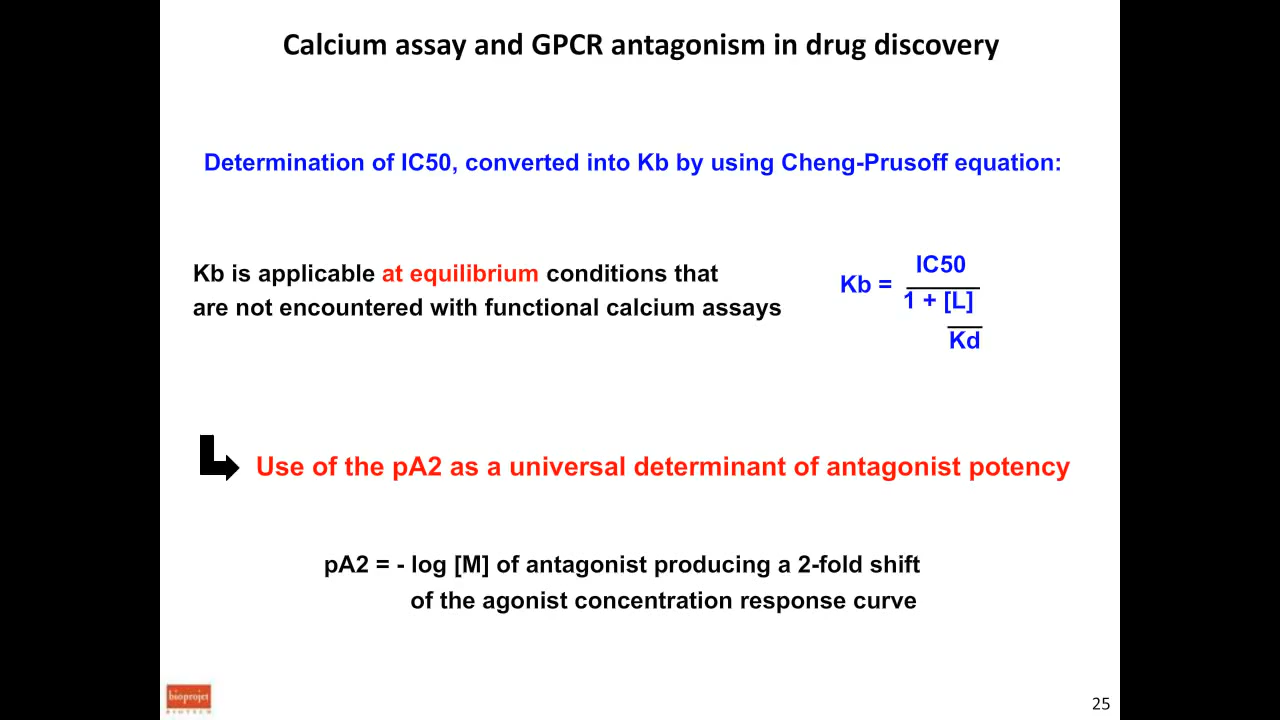 Calcium assay and GPCR antagonism in drug discovery
Determination of IC50, converted into Kb by using Cheng-Prusoff equation:
Kb is applicable at equilibrium conditions that
are not encountered with functional calcium assays
IC50
Kb =
1 + [L]
Kd
Use of the pA2 as a universal determinant of antagonist potency
pA2 = - log [M] of antagonist producing a 2-fold shift
of the agonist concentration response curve
bioprojet
BIOTECH
25